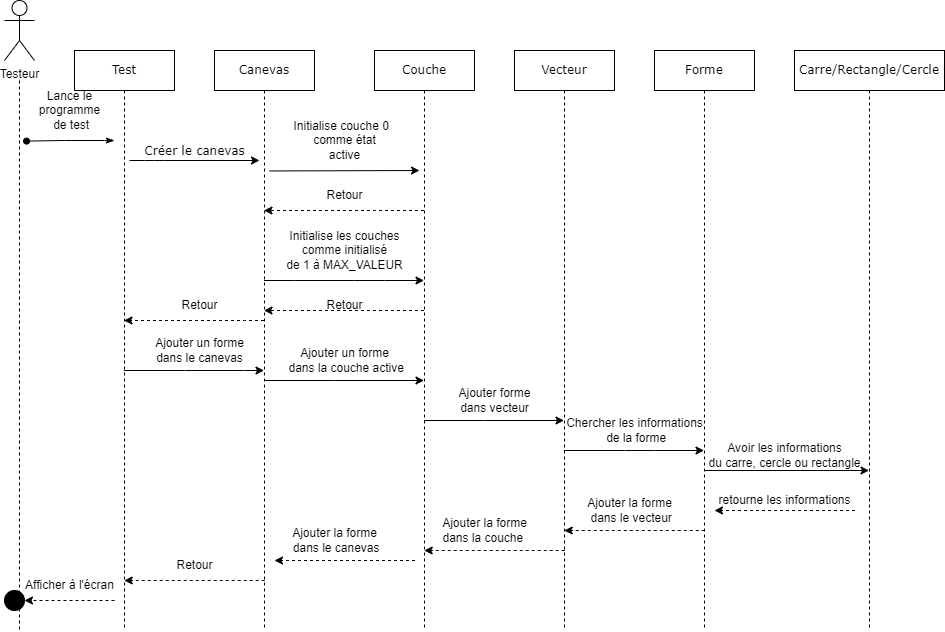 Testeur
Test
Canevas
Couche
Vecteur
Forme
Carre/Rectangle/Cercle
Lance le
programme
de test
Créer le canevas
Initialise couche 0
comme état
active
Retour
Initialise les couches
comme initialisé
de 1 à MAX_VALEUR
Retour
Retour
Ajouter un forme
dans le canevas
Ajouter un forme
dans la couche active
Ajouter forme
dans vecteur
Chercher les informations
de la forme
Avoir les informations
du carre, cercle ou rectangle
retourne les informations
Ajouter la forme
dans le vecteur
Ajouter la forme
dans la couche
Ajouter la forme
dans le canevas
Retour
Afficher à l'écran